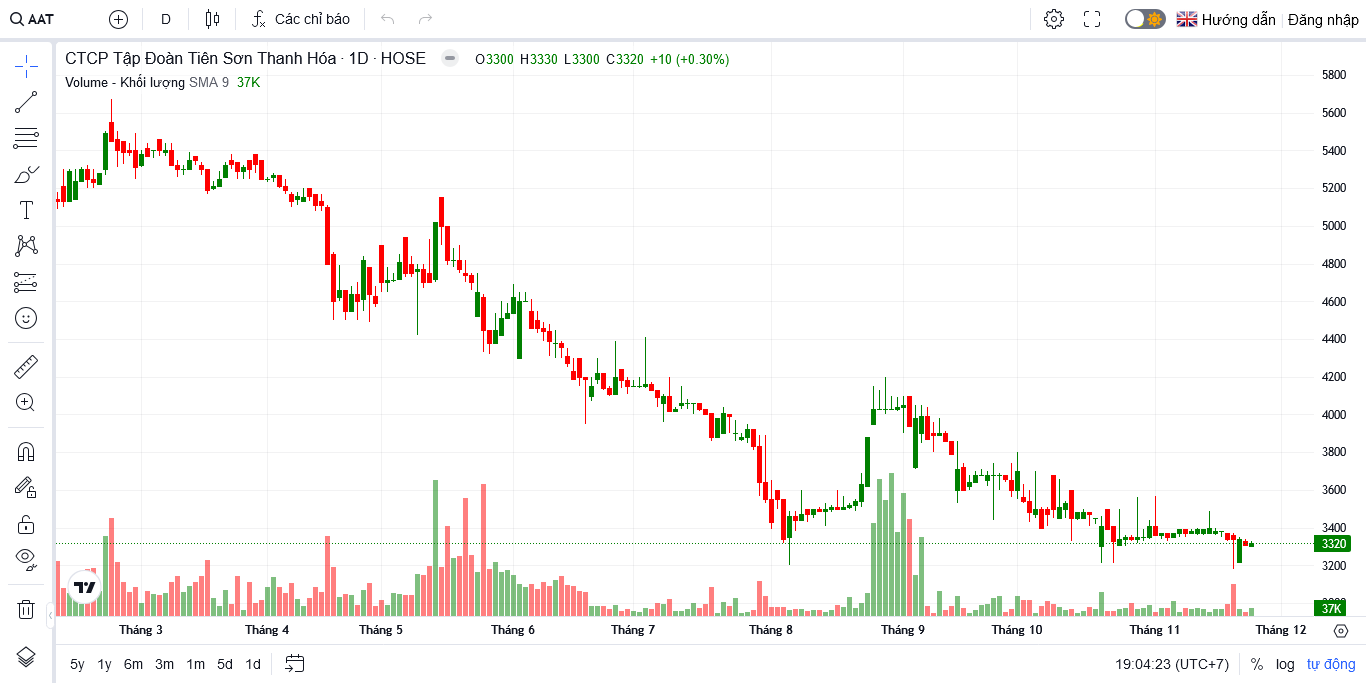 AAT D Các chỉ báo Hướng dẫn Đăng nhập
CTCP Tập Đoàn Tiên Sơn Thanh Hóa · 1D · HOSE O3300 H3330 L3300 C3320 +10 (+0.30%)
Volume - Khối lượng SMA 9 37K
5800
5600
5400
5200
5000
4800
4600
4400
4200
4000
3800
3600
3400
3320
3200
37K
Tháng 3 Tháng 4 Tháng 5 Tháng 6 Tháng 7 Tháng 8 Tháng 9 Tháng 10 Tháng 11 Tháng 12
5y 1y 6m 3m 1m 5d 1d 19:04:23 (UTC+7) % log tự động